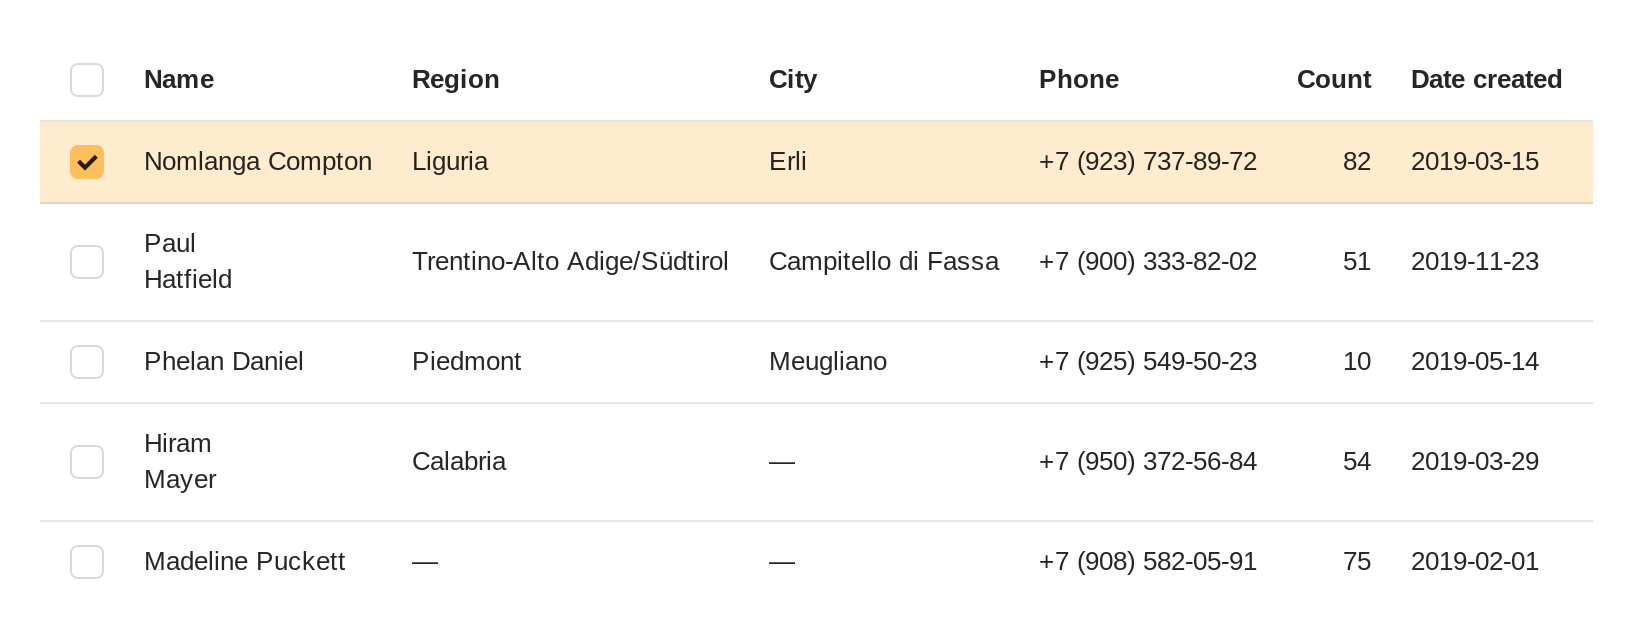 Name Region City Phone Count Date created
Nomlanga Compton Liguria Erli +7 (923) 737-89-72 82 2019-03-15
Paul
Hatfield Trentino-Alto Adige/Südtirol Campitello di Fassa +7 (900) 333-82-02 51 2019-11-23
Phelan Daniel Piedmont Meugliano +7 (925) 549-50-23 10 2019-05-14
Hiram
Mayer Calabria — +7 (950) 372-56-84 54 2019-03-29
Madeline Puckett — — +7 (908) 582-05-91 75 2019-02-01